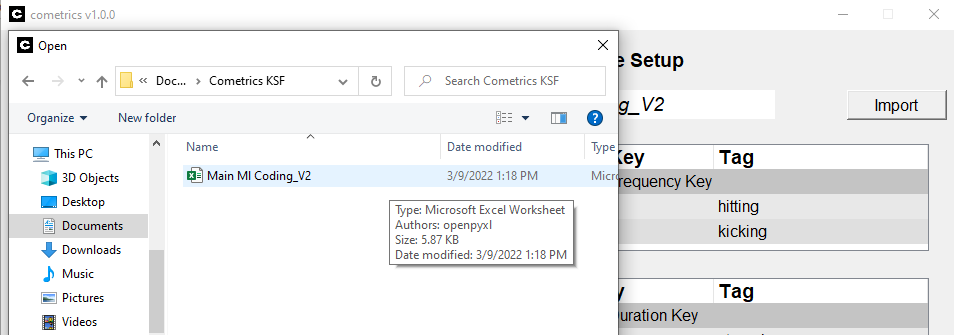 cometrics v1.0.0
Open
e Setup
« Doc... Cometrics KSF
Search Cometrics KSF
g_V2
Import
Organize
New folder
?
This PC
Name
Date modified
Type
Key
Tag
3D Objects
Main MI Coding_V2
3/9/2022 1:18 PM
Micro
requency Key
Desktop
hitting
Documents
kicking
Type: Microsoft Excel Worksheet
Authors: openpyxl
Size: 5.87 KB
Date modified: 3/9/2022 1:18 PM
Downloads
Music
Pictures
y
Tag
Videos
uration Key